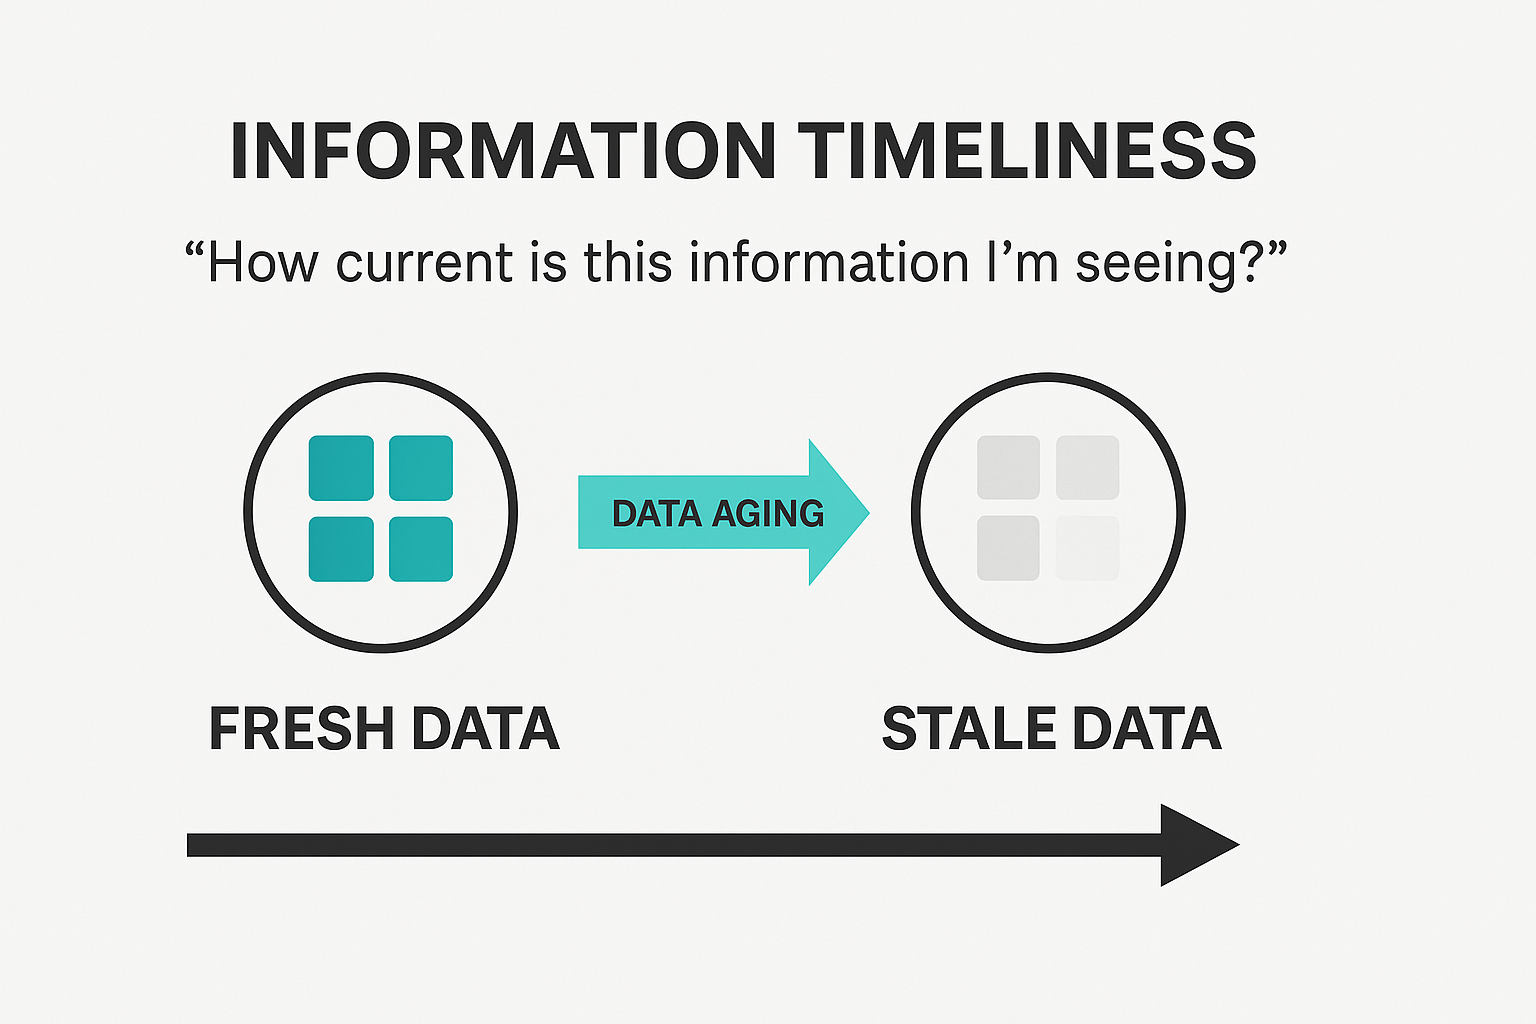 INFORMATION TIMELINESS
“How current is this information I’m seeing?”
DATA AGING
FRESH DATA
STALE DATA